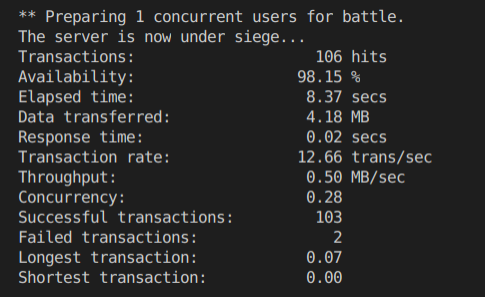 ** Preparing 1 concurrent users for battle.
The server is now under siege...
Transactions: 106 hits
Availability: 98.15 %
Elapsed time: 8.37 secs
Data transferred: 4.18 MB
Response time: 0.02 secs
Transaction rate: 12.66 trans/sec
Throughput: 0.50 MB/sec
Concurrency: 0.28
Successful transactions: 103
Failed transactions: 2
Longest transaction: 0.07
Shortest transaction: 0.00